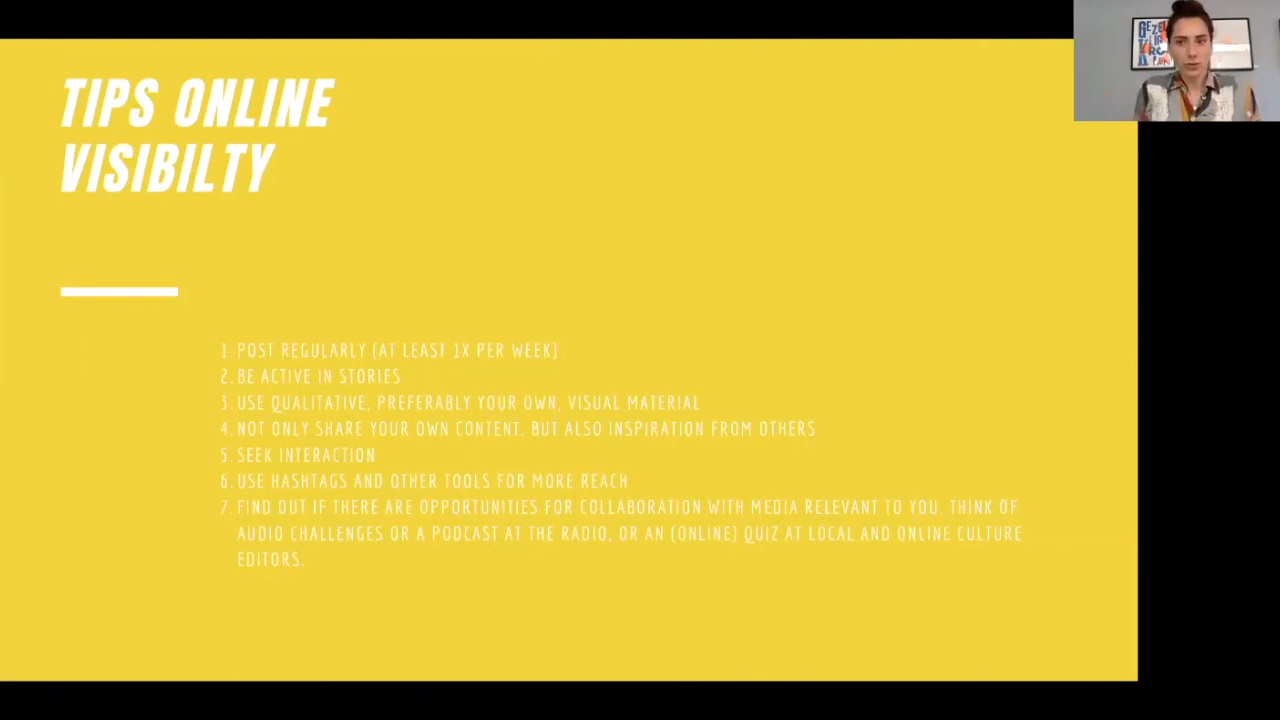 TIPS ONLINE
VISIBILTY
1. POST REGULARLY (AT LEAST 1X PER WEEK)
2. BE ACTIVE IN STORIES
3. USE QUALITATIVE, PREFERABLY YOUR OWN, VISUAL MATERIAL
4. NOT ONLY SHARE YOUR OWN CONTENT, BUT ALSO INSPIRATION FROM OTHERS
5. SEEK INTERACTION
6. USE HASHTAGS AND OTHER TOOLS FOR MORE REACH
7. FIND OUT IF THERE ARE OPPORTUNITIES FOR COLLABORATION WITH MEDIA RELEVANT TO YOU. THINK OF
AUDIO CHALLENGES OR A PODCAST AT THE RADIO, OR AN (ONLINE) QUIZ AT LOCAL AND ONLINE CULTURE
EDITORS.